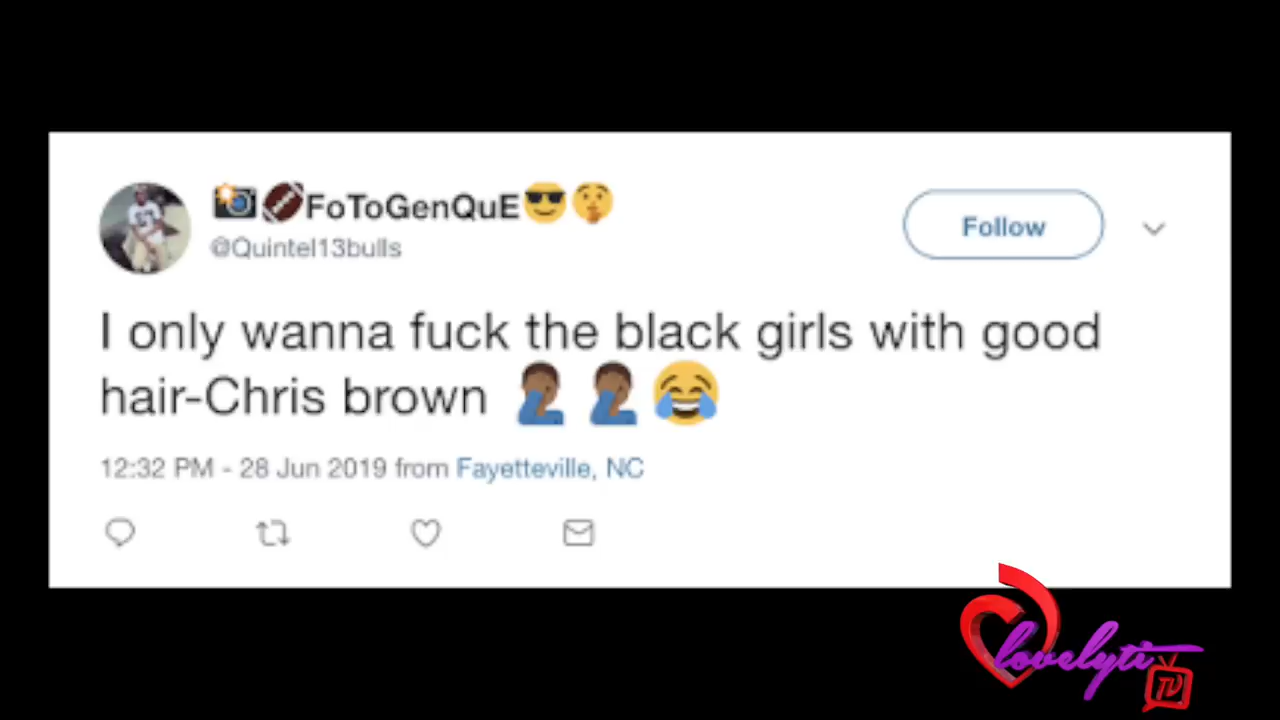 📸🏈FoToGenQuE😎🤫
@Quintel13bulls
Follow
I only wanna fuck the black girls with good
hair-Chris brown 🤦🏾‍♂️🤦🏾‍♂️😂
12:32 PM - 28 Jun 2019 from Fayetteville, NC
lovelyti
TV